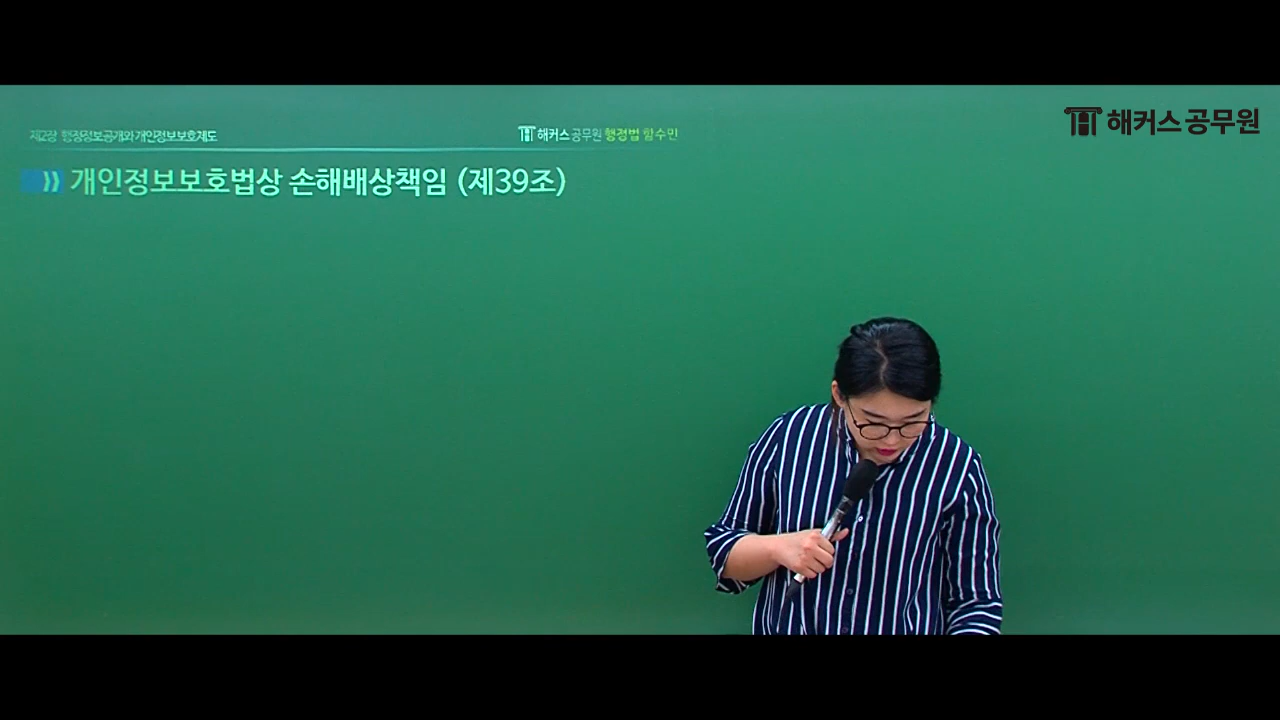 제2장 행정정보공개와 개인정보보호제도
해커스공무원 행정법 함수민
해커스공무원
개인정보보호법상 손해배상책임 (제39조)